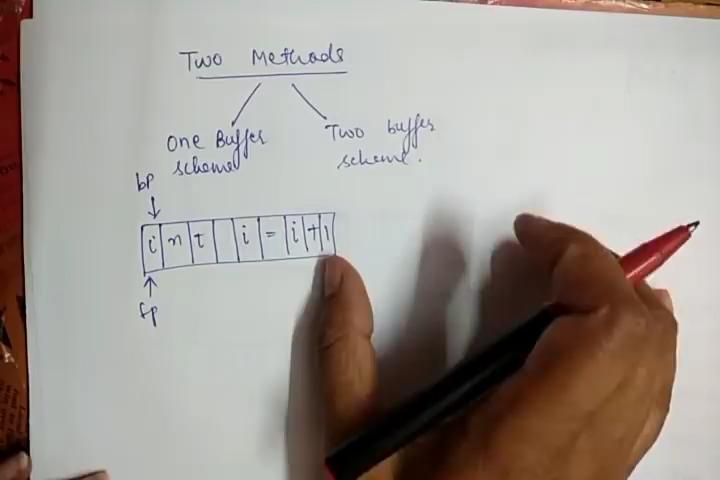 Two Methods
One Buffer
scheme
Two buffer
scheme.
bp
i n t i = i + 1
fp